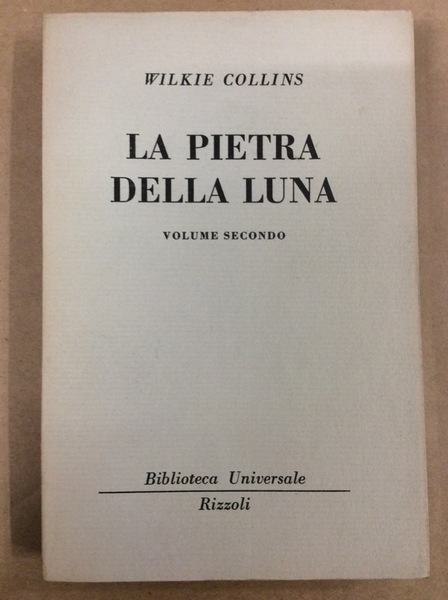 WILKIE COLLINS
LA PIETRA
DELLA LUNA
VOLUME SECONDO
Biblioteca Universale
Rizzoli